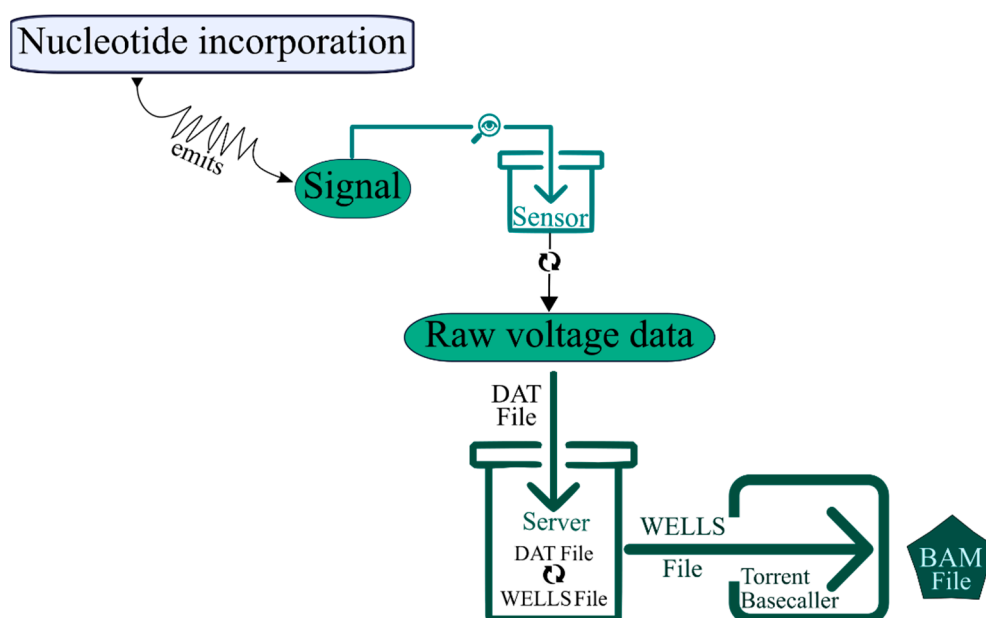 Nucleotide incorporation
emits
Signal
Sensor
Raw voltage data
DAT
File
Server
DAT File
WELLS File
WELLS
File
Torrent
Basecaller
BAM
File